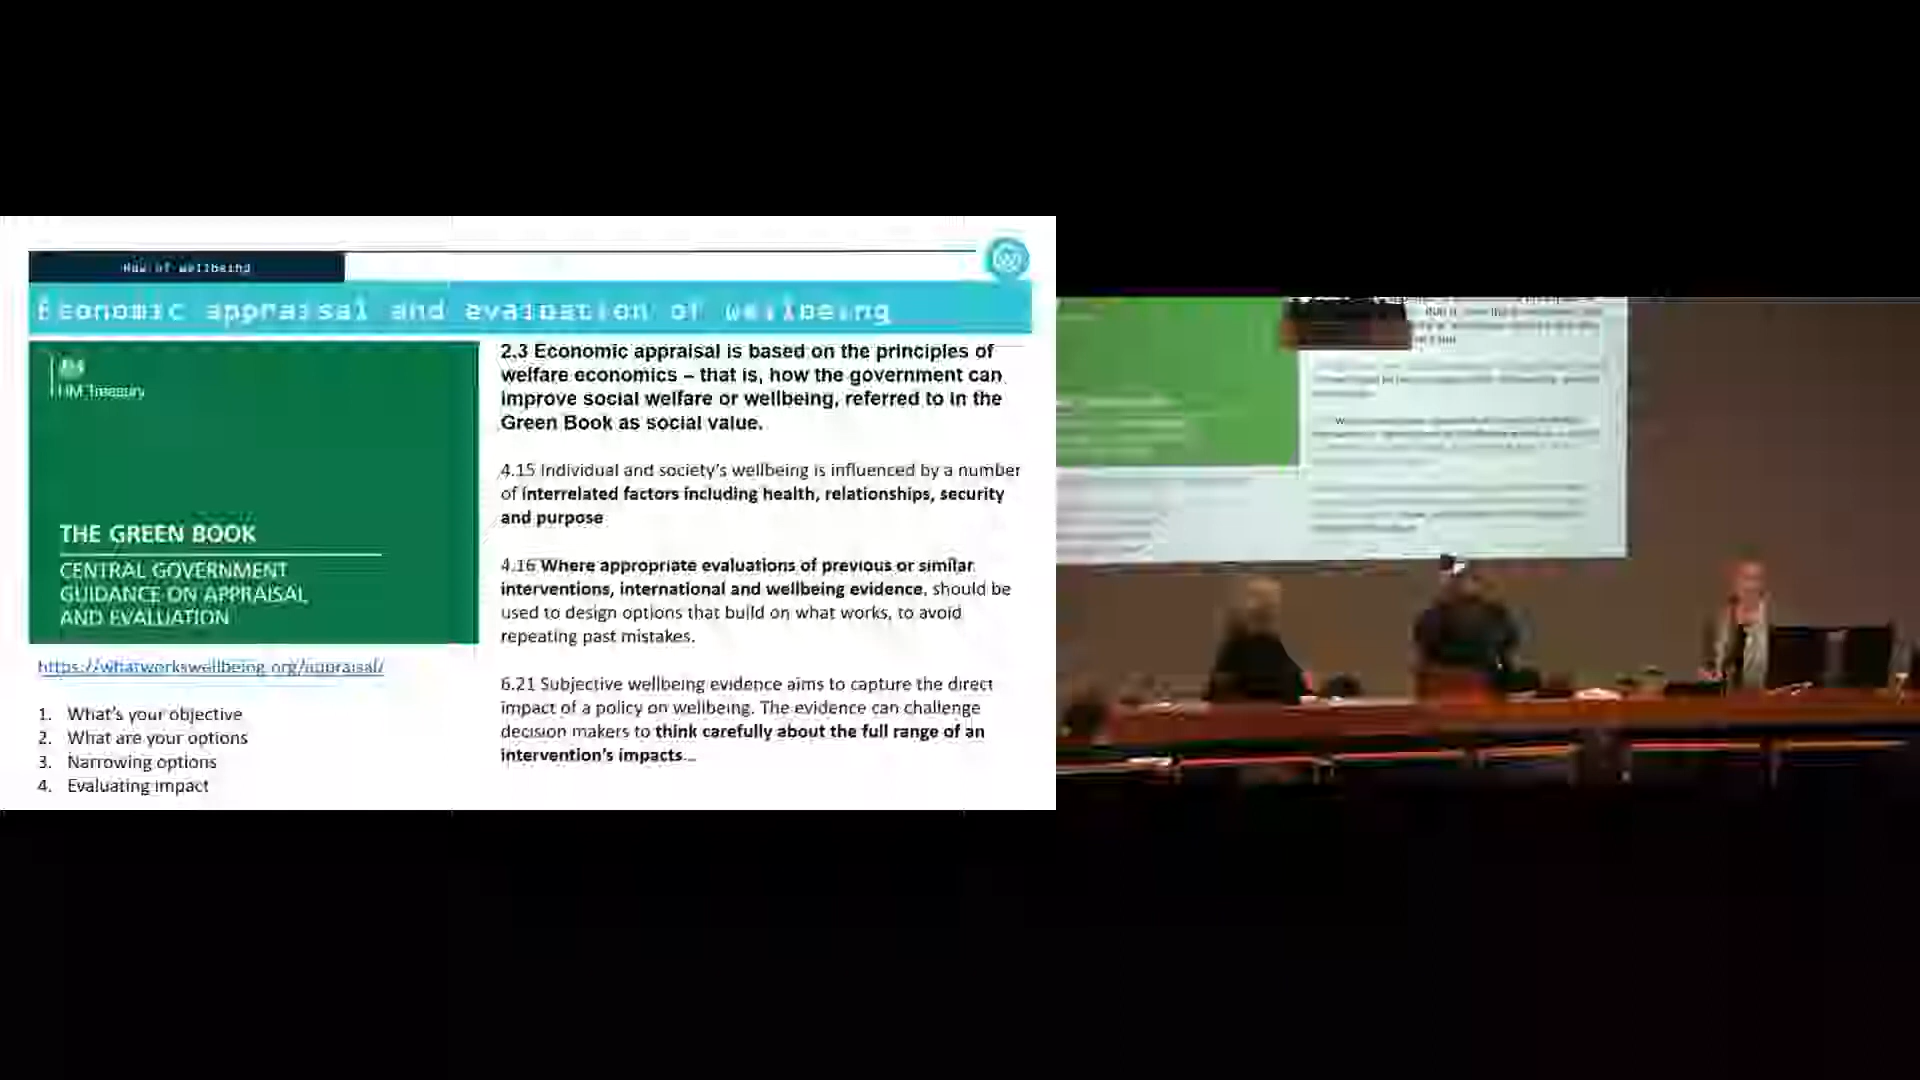 How of wellbeing
Economic appraisal and evaluation of wellbeing
HM Treasury
THE GREEN BOOK
CENTRAL GOVERNMENT
GUIDANCE ON APPRAISAL
AND EVALUATION
https://whatworkswellbeing.org/appraisal/
1. What's your objective
2. What are your options
3. Narrowing options
4. Evaluating impact
2.3 Economic appraisal is based on the principles of
welfare economics – that is, how the government can
improve social welfare or wellbeing, referred to in the
Green Book as social value.
4.15 Individual and society's wellbeing is influenced by a number
of interrelated factors including health, relationships, security
and purpose
4.16 Where appropriate evaluations of previous or similar
interventions, international and wellbeing evidence, should be
used to design options that build on what works, to avoid
repeating past mistakes.
6.21 Subjective wellbeing evidence aims to capture the direct
impact of a policy on wellbeing. The evidence can challenge
decision makers to think carefully about the full range of an
intervention's impacts…